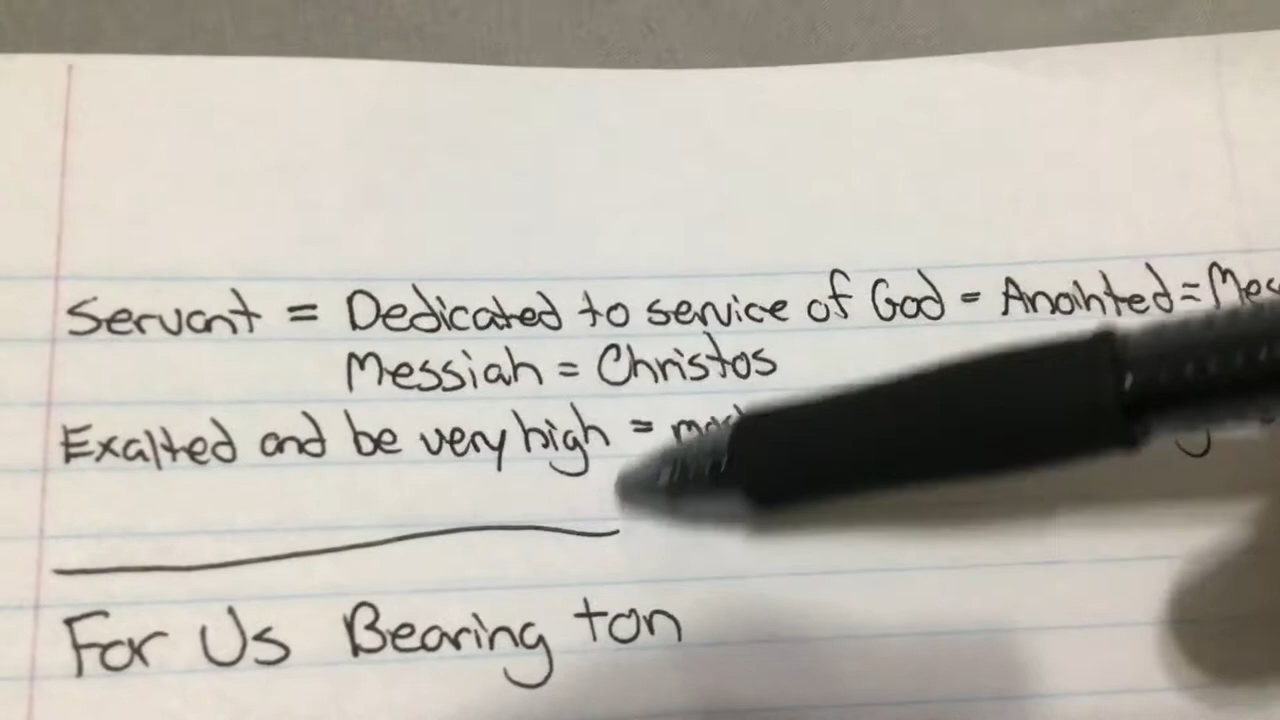 Servant = Dedicated to service of God - Anointed =
Messiah = Christos
Exalted and be very high =
For Us Bearing ton